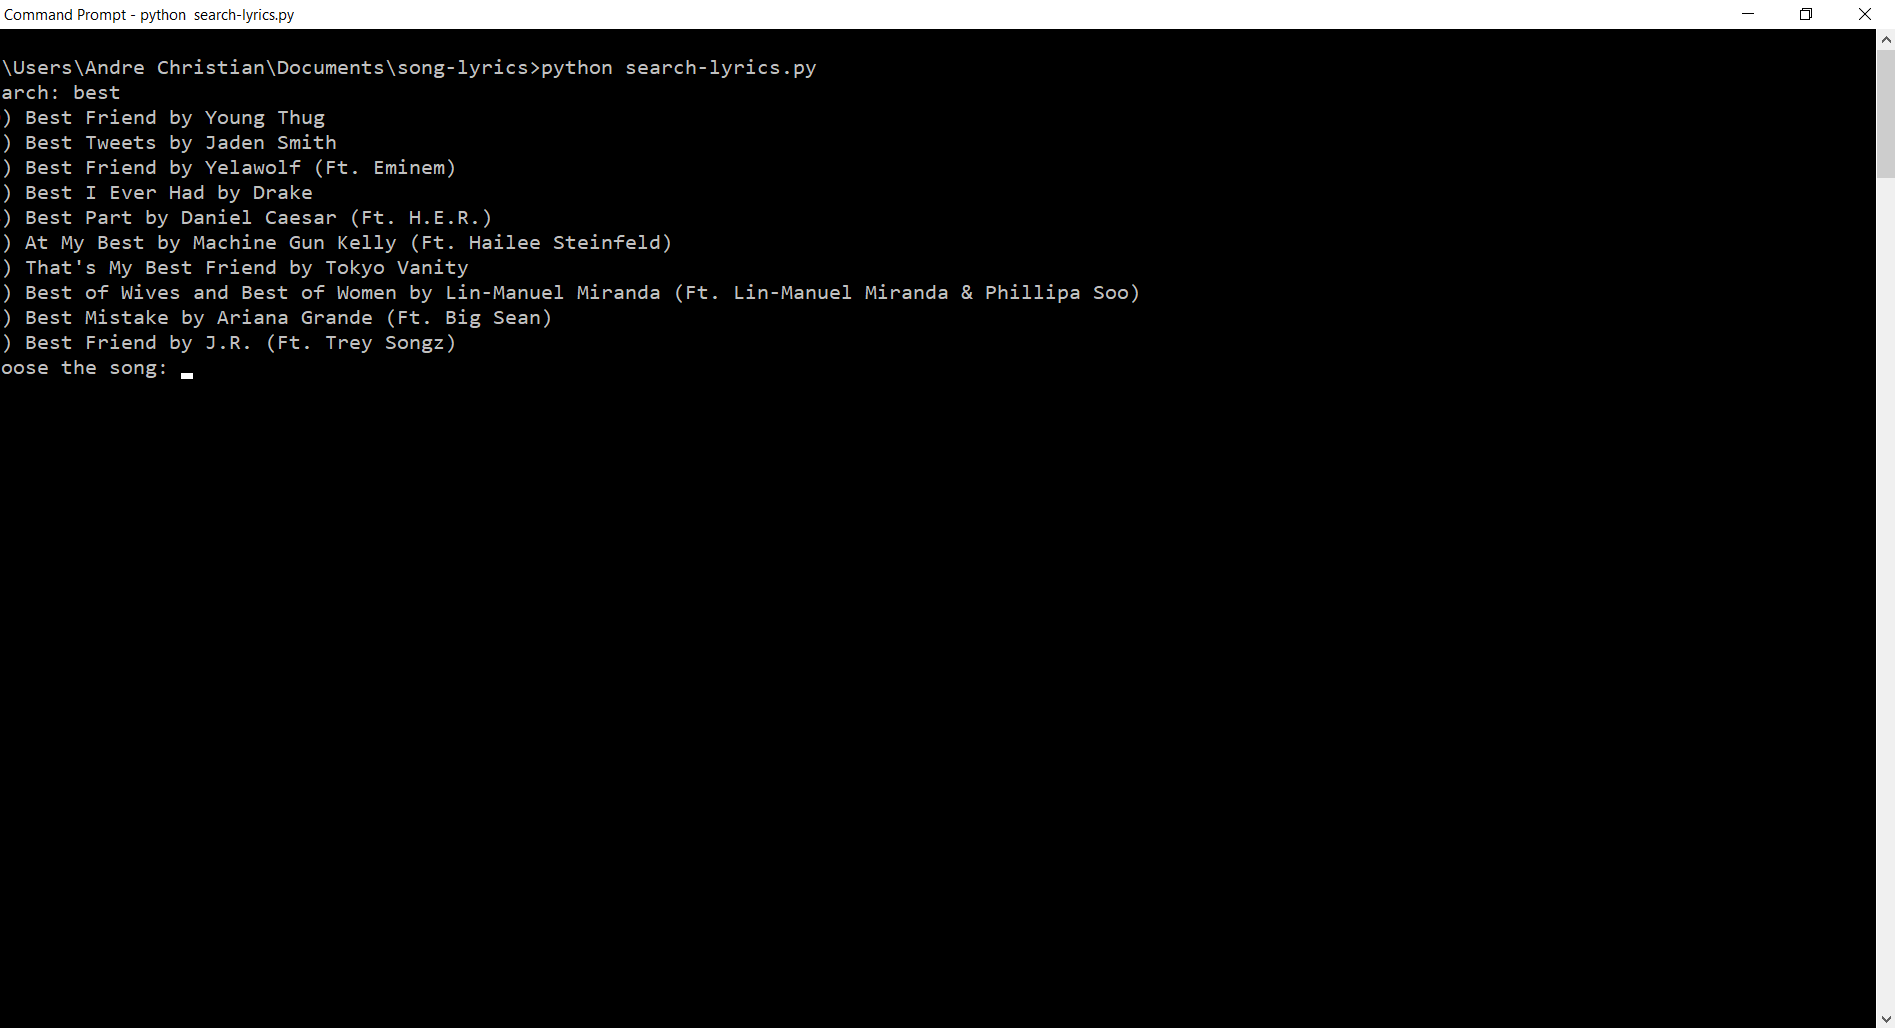 Command Prompt - python  search-lyrics.py
\Users\Andre Christian\Documents\song-lyrics>python search-lyrics.py
arch: best
) Best Friend by Young Thug
) Best Tweets by Jaden Smith
) Best Friend by Yelawolf (Ft. Eminem)
) Best I Ever Had by Drake
) Best Part by Daniel Caesar (Ft. H.E.R.)
) At My Best by Machine Gun Kelly (Ft. Hailee Steinfeld)
) That's My Best Friend by Tokyo Vanity
) Best of Wives and Best of Women by Lin-Manuel Miranda (Ft. Lin-Manuel Miranda & Phillipa Soo)
) Best Mistake by Ariana Grande (Ft. Big Sean)
) Best Friend by J.R. (Ft. Trey Songz)
oose the song: